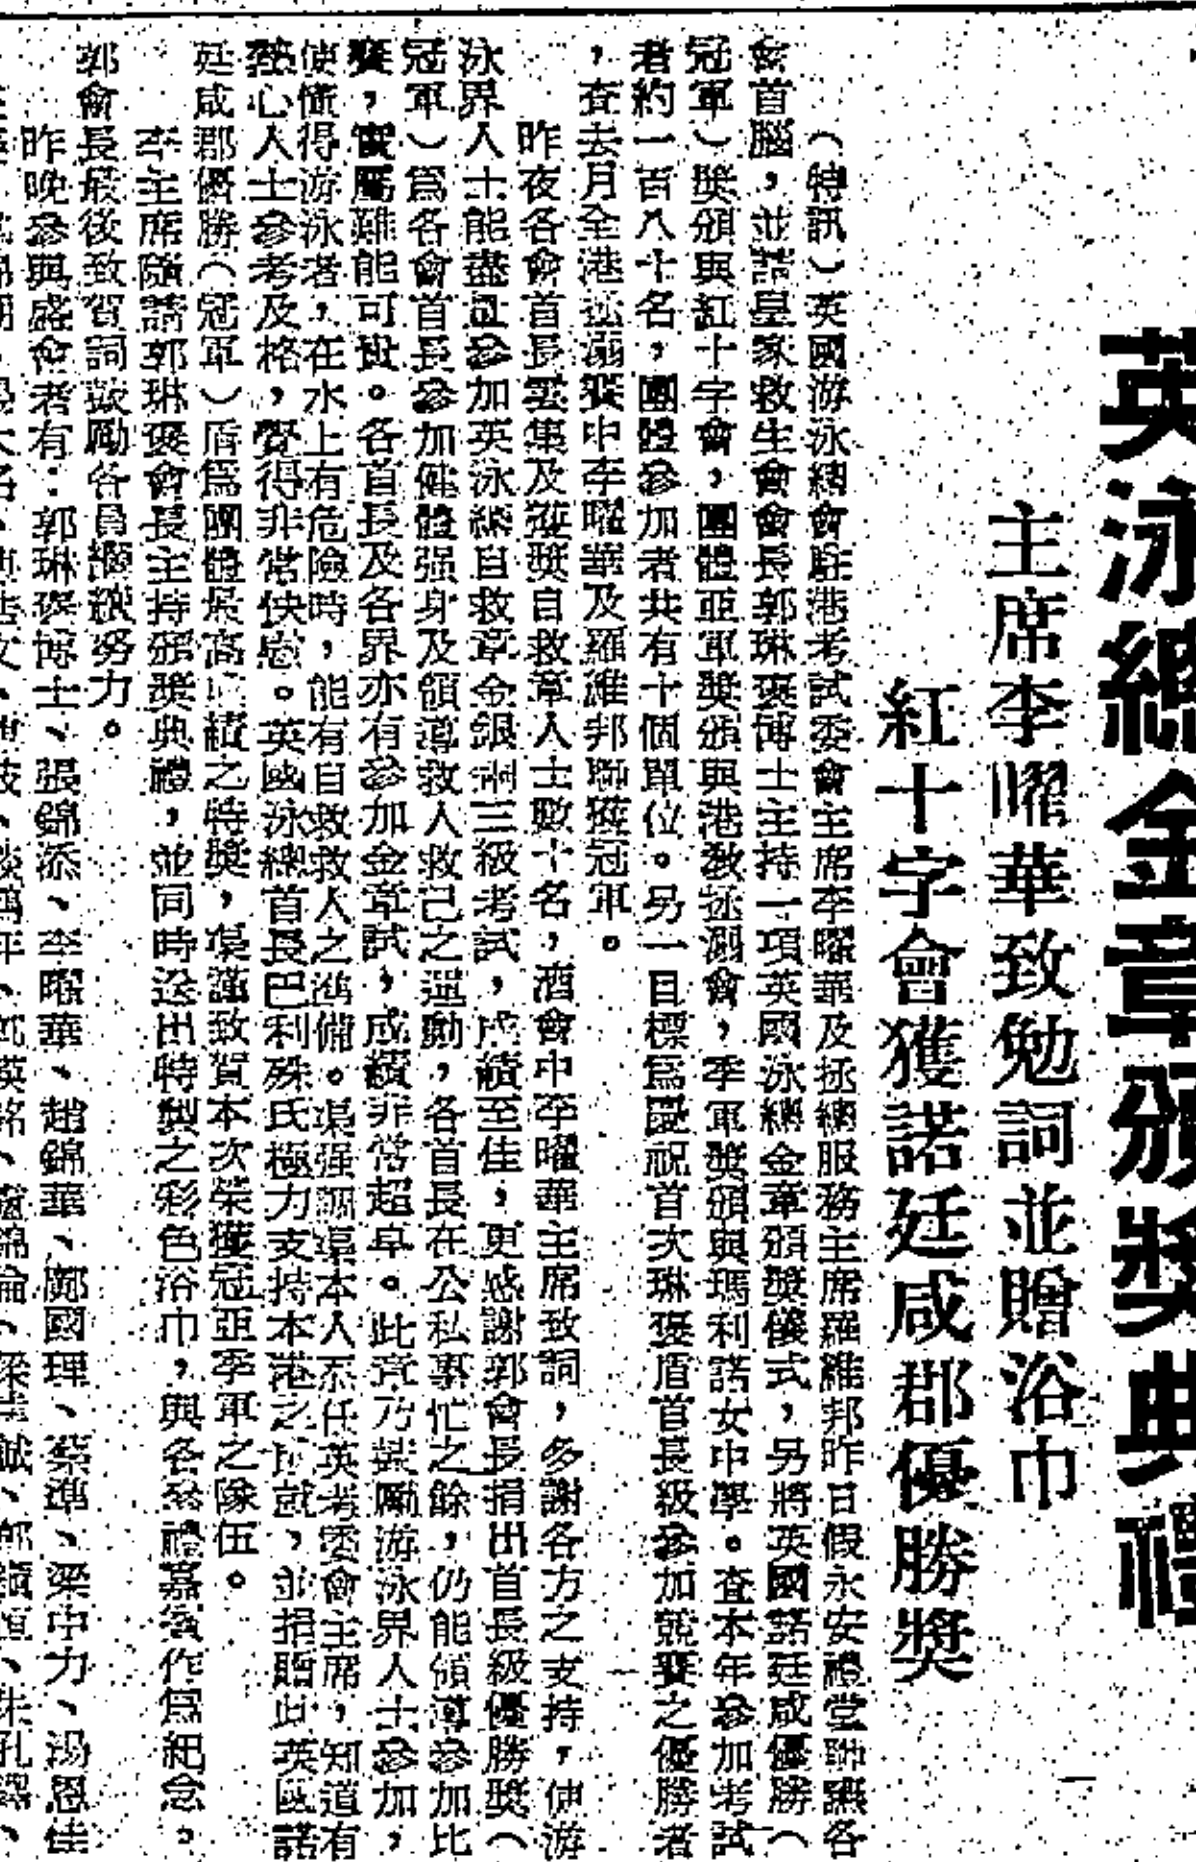 英泳總金章頒獎典禮
主席李曜華致勉詞並贈浴巾
紅十字會獲諾廷咸郡優勝獎
（特訊）英國游泳總會駐港考試委會主席李曜華及拯總服務主席羅維邦昨日假永安禮堂聯票各
會首腦，並請皇家救生會會長郭琳褒博士主持一項英國泳總金章頒獎儀式，另將英國諾廷咸優勝（
冠軍）獎頒與紅十字會，團體亞軍獎頒與港敎拯溺會，季軍獎頒與瑪利諾女中學。查本年參加考試
者約一百八十名，團體參加者共有十個單位。另一目標爲慶祝首次琳褒盾首長級參加競賽之優勝者
，查去月全港拯溺賽中李曜華及羅維邦聯獲冠軍。
昨夜各會首長雲集及獲獎自救章人士數十名，酒會中李曜華主席致詞，多謝各方之支持，使游
泳界人士能盡量參加英泳總自救章金銀銅三級考試，成績至佳，更感謝郭會長捐出首長級優勝獎（
冠軍）爲各會首長參加健體强身及領導救人救己之運動，各首長在公私事忙之餘，仍能領導參加比
賽，實屬難能可貴。各首長及各界亦有參加金章試，成績非常超卓。此章乃鼓勵游泳界人士參加，
使懂得游泳者，在水上有危險時，能有自救救人之準備。吳强調本人忝任英考委會主席，知道有
熱心人士參考及格，覺得非常快慰。英國泳總首長巴利殊氏極力支持本港之成就，並捐贈此英國諾
廷咸郡優勝（冠軍）盾爲團體最高成績之特獎，謹致賀本次榮獲冠亞季軍之隊伍。
李主席隨請郭琳褒會長主持頒獎典禮，並同時送出特製之彩色浴巾，與各參禮嘉賓作爲紀念。
郭會長最後致賀詞鼓勵各員繼續努力。
昨晚參與盛會者有：郭琳褒博士、張錦添、李曜華、趙錦華、鄺國理、蔡準、梁中力、湯恩佳